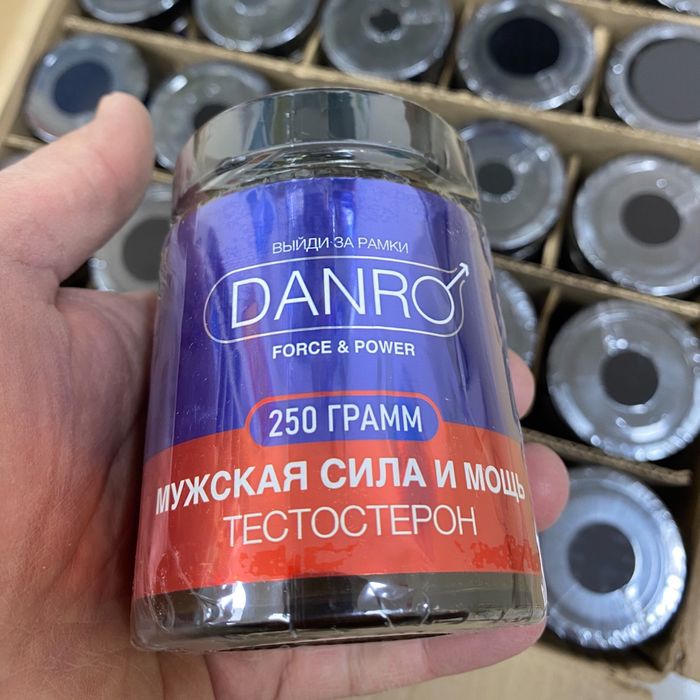 ВЫЙДИ ЗА РАМКИ
DANRO
FORCE & POWER
250 ГРАММ
МУЖСКАЯ СИЛА И МОЩЬ
ТЕСТОСТЕРОН